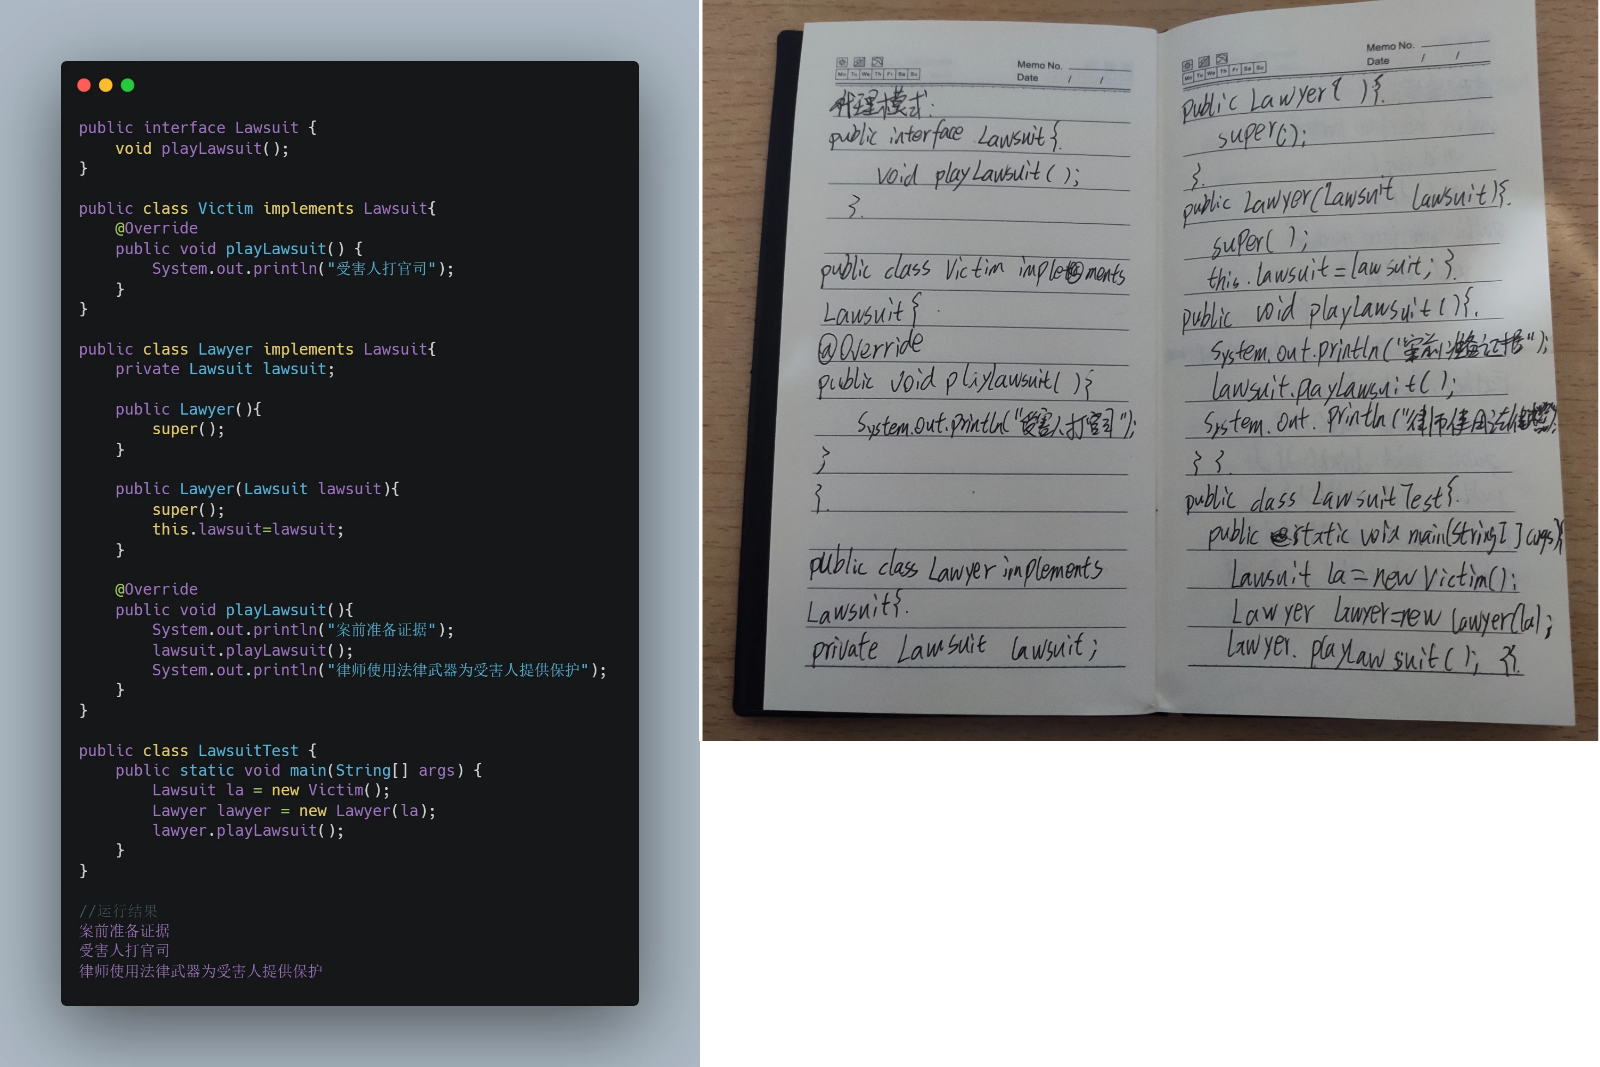 public interface Lawsuit {
void playLawsuit();
}
public class Victim implements Lawsuit{
@Override
public void playLawsuit() {
System.out.println("受害人打官司");
}
}
public class Lawyer implements Lawsuit{
private Lawsuit lawsuit;
public Lawyer(){
super();
}
public Lawyer(Lawsuit lawsuit){
super();
this.lawsuit=lawsuit;
}
@Override
public void playLawsuit(){
System.out.println("案前准备证据");
lawsuit.playLawsuit();
System.out.println("律师使用法律武器为受害人提供保护");
}
}
public class LawsuitTest {
public static void main(String[] args) {
Lawsuit la = new Victim();
Lawyer lawyer = new Lawyer(la);
lawyer.playLawsuit();
}
}
//运行结果
案前准备证据
受害人打官司
律师使用法律武器为受害人提供保护
Memo No.
Mo Tu We Th Fr Sa Su
Date / /
代理模式:
public interface Lawsuit{
void playLawsuit();
}
public class Victim implements
Lawsuit{
@Override
public void playlawsuit(){
System.out.println("受害人打官司");
}
}
public class Lawyer implements
Lawsuit{
private Lawsuit lawsuit;
Memo No.
Mo Tu We Th Fr Sa Su
Date / /
public Lawyer( ){
super();
}
public Lawyer(Lawsuit lawsuit){
super( );
this.lawsuit=lawsuit; }
public void playLawsuit(){
System.out.println("案前准备证据");
lawsuit.playLawsuit();
System.out.println("律师使用法律
} }
public class LawsuitTest{
public static void main(String[] args){
Lawsuit la=new Victim();
Lawyer lawyer=new lawyer(la);
lawyer.playLawsuit(); }}